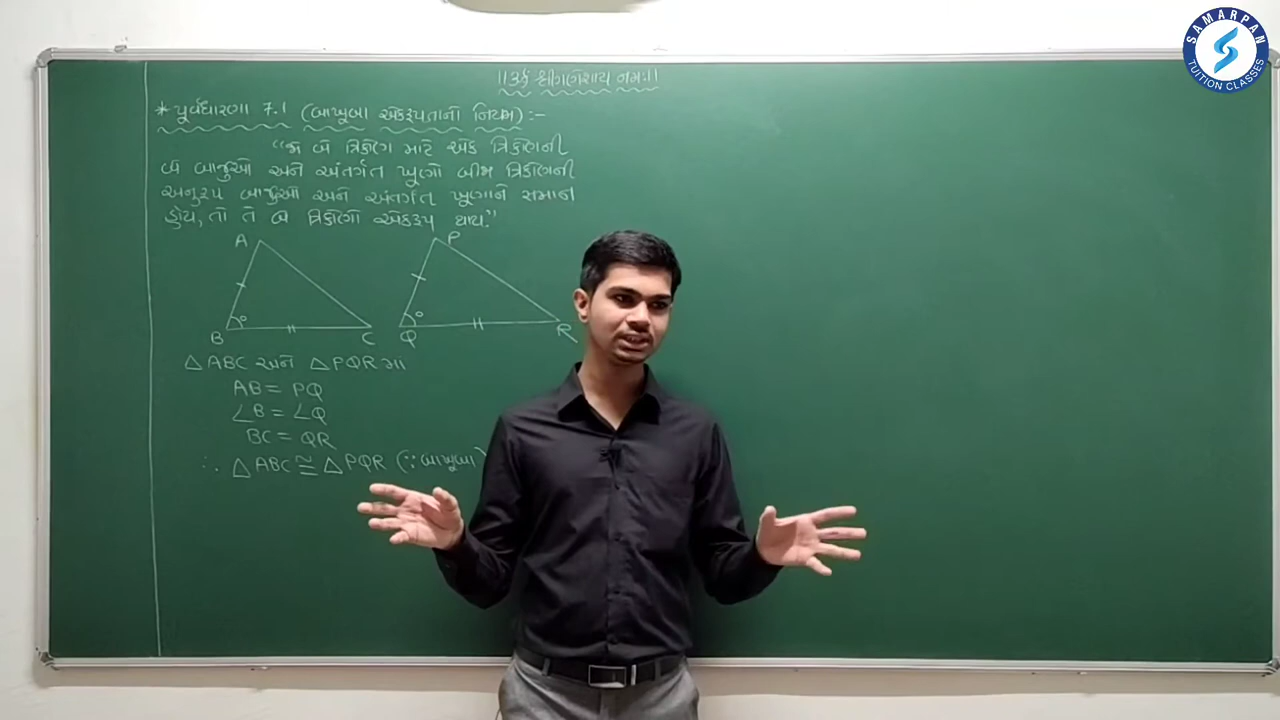 ॥ ૐ શ્રી ગણેશાય નમઃ ॥
* પૂર્વધારણા 7.1 (બાખૂબા એકરૂપતાનો નિયમ) :-
"જો બે ત્રિકોણ માટે એક ત્રિકોણની
બે બાજુઓ અને અંતર્ગત ખૂણો બીજા ત્રિકોણની
અનુરૂપ બાજુઓ અને અંતર્ગત ખૂણાને સમાન
હોય, તો તે બે ત્રિકોણો એકરૂપ થાય."
A
P
B
C
Q
R
△ABC અને △PQR માં
AB = PQ
∠B = ∠Q
BC = QR
∴ △ABC ≅ △PQR (∵ બાખૂબા)
SAMARPAN
TUITION CLASSES